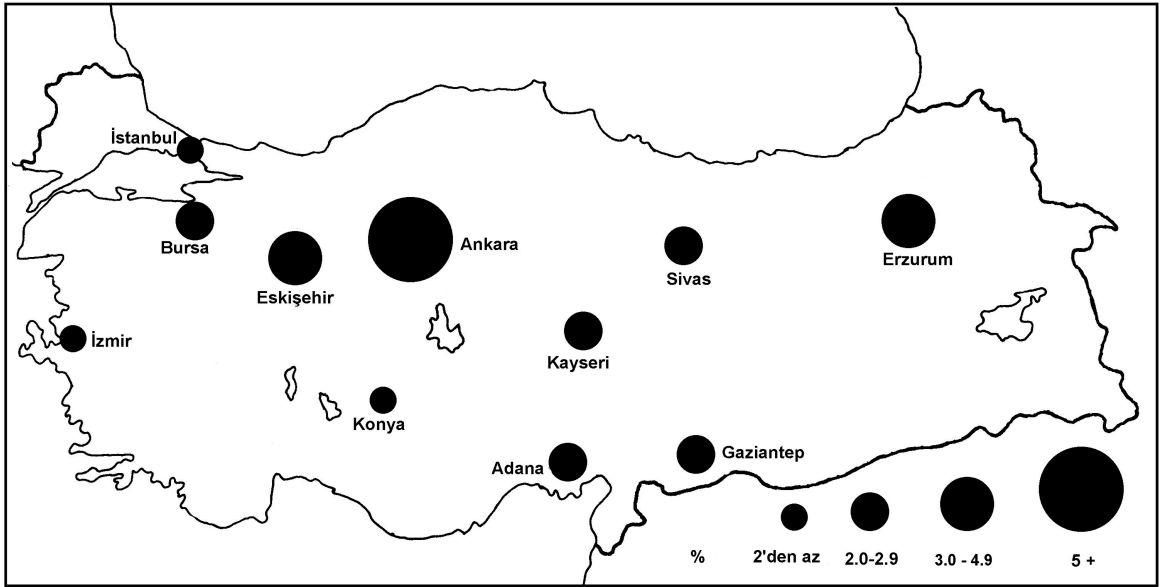 İstanbul
Bursa
Eskişehir
Ankara
Sivas
Erzurum
İzmir
Kayseri
Konya
Adana
Gaziantep
% 2'den az 2.0-2.9 3.0 - 4.9 5 +